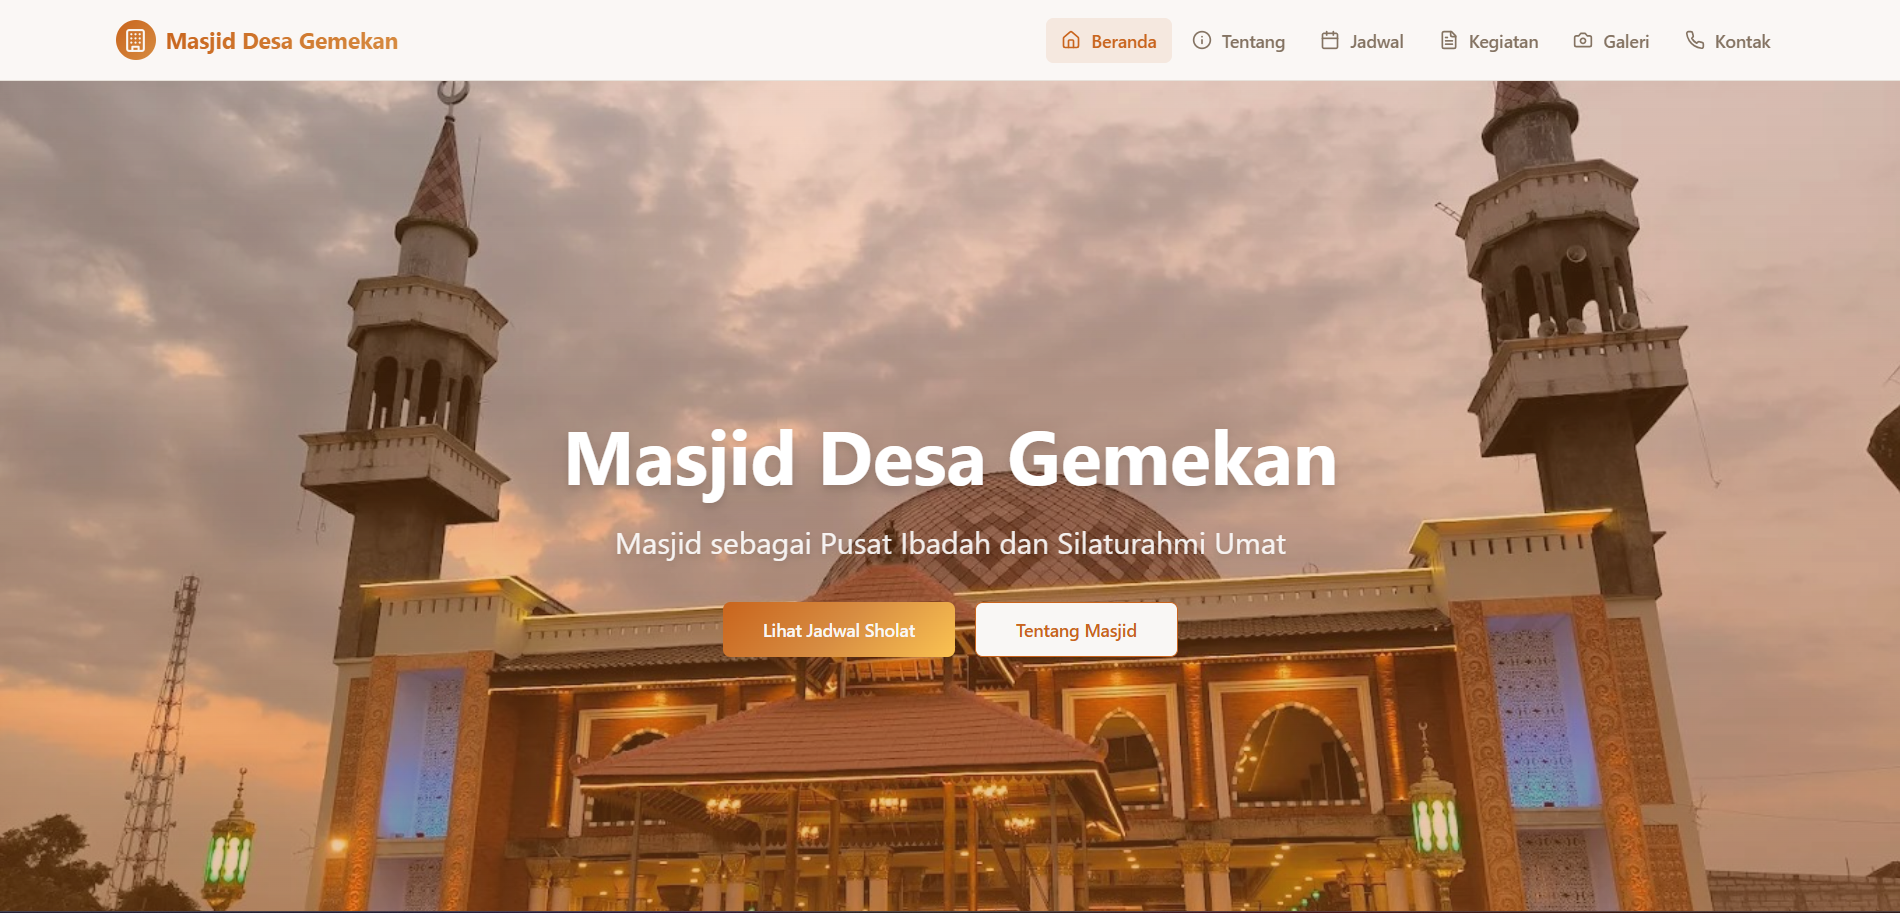 Masjid Desa Gemekan
Beranda
Tentang
Jadwal
Kegiatan
Galeri
Kontak
Masjid Desa Gemekan
Masjid sebagai Pusat Ibadah dan Silaturahmi Umat
Lihat Jadwal Sholat
Tentang Masjid